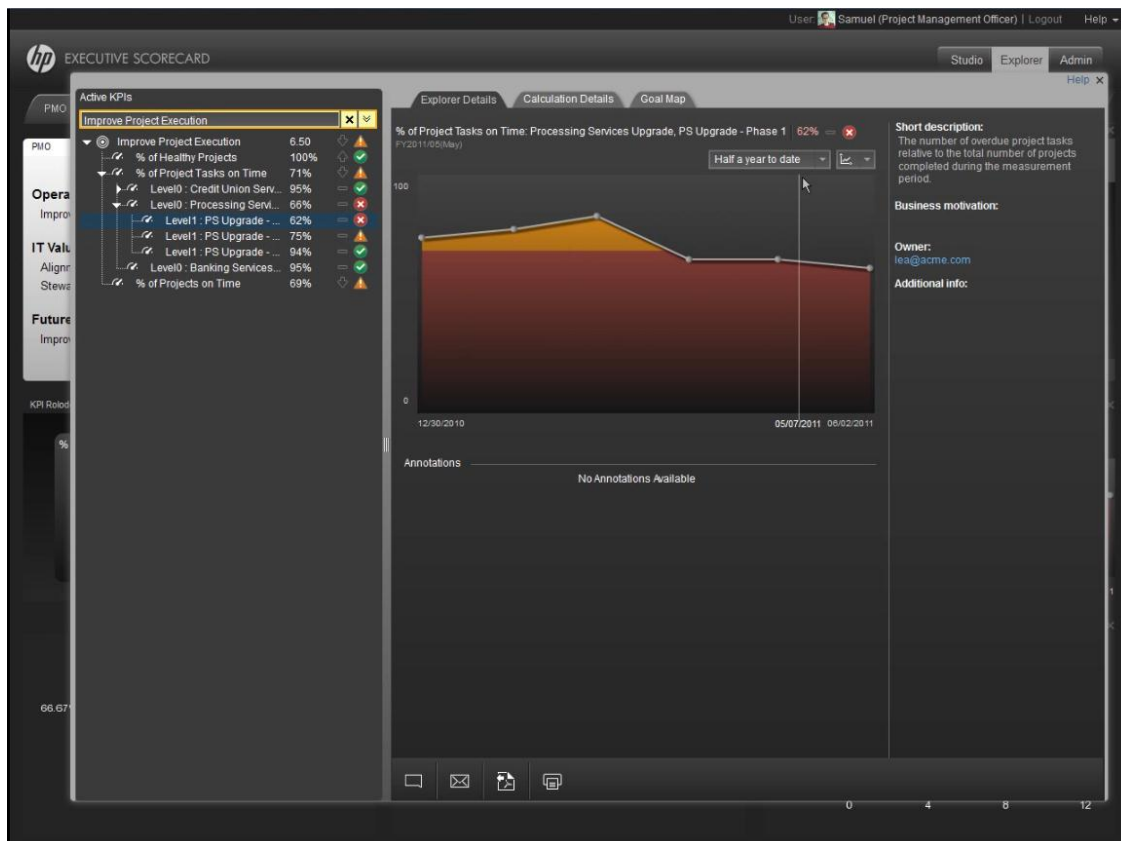 User: Samuel (Project Management Officer) | Logout Help
hp EXECUTIVE SCORECARD
Studio Explorer Admin
Help ×
PMO
PMO
Opera
Improv
IT Valu
Alignn
Stewa
Future
Improv
KPI Rolod
%
66.67
Active KPIs
Improve Project Execution
Improve Project Execution 6.50
% of Healthy Projects 100%
% of Project Tasks on Time 71%
Level0 : Credit Union Serv... 95%
Level0 : Processing Servi... 66%
Level1 : PS Upgrade - ... 62%
Level1 : PS Upgrade - ... 75%
Level1 : PS Upgrade - ... 94%
Level0 : Banking Services... 95%
% of Projects on Time 69%
Explorer Details Calculation Details Goal Map
% of Project Tasks on Time: Processing Services Upgrade, PS Upgrade - Phase 1 62%
FY2011/05(May)
Half a year to date
100
0
12/30/2010 05/07/2011 06/02/2011
Annotations
No Annotations Available
Short description:
The number of overdue project tasks
relative to the total number of projects
completed during the measurement
period.
Business motivation:
Owner:
lea@acme.com
Additional info:
1
0 4 8 12